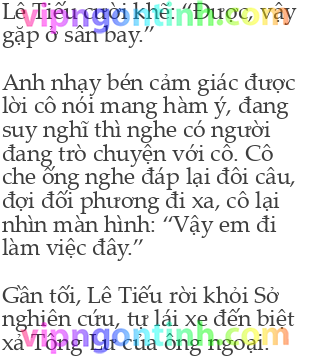 Lê Tiếu cười khẽ: “Được, vậy
gặp ở sân bay.”
Anh nhạy bén cảm giác được
lời cô nói mang hàm ý, đang
suy nghĩ thì nghe có người
đang trò chuyện với cô. Cô
che ống nghe đáp lại đôi câu,
đợi đối phương đi xa, cô lại
nhìn màn hình: “Vậy em đi
làm việc đây.”
Gần tối, Lê Tiếu rời khỏi Sở
nghiên cứu, tự lái xe đến biệt
xả Tông Lư của ông ngoại.
vipngontinh.com
vipngontinh.com